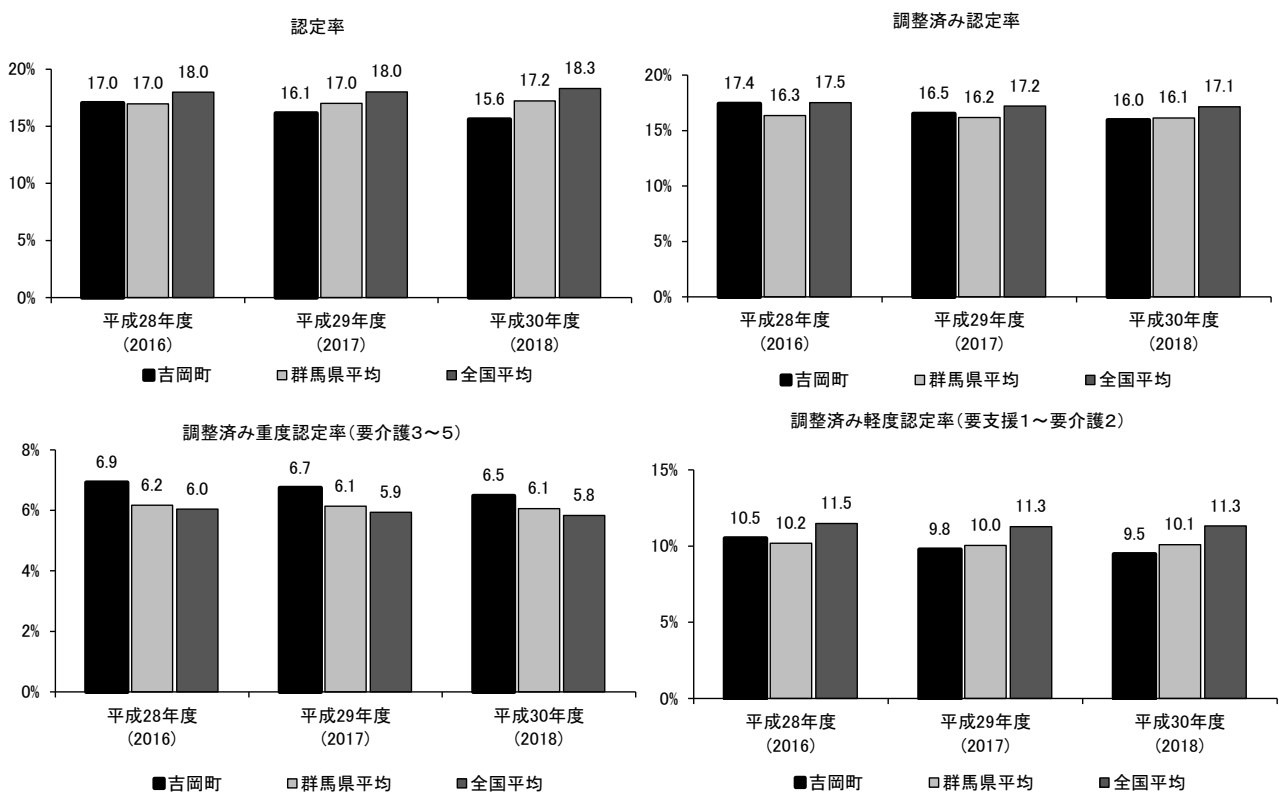 認定率
20%
15%
10%
5%
0%
17.0 17.0 18.0
16.1 17.0 18.0
15.6 17.2 18.3
平成28年度 平成29年度 平成30年度
(2016) (2017) (2018)
■吉岡町 ■群馬県平均 ■全国平均
調整済み認定率
20%
15%
10%
5%
0%
17.4 16.3 17.5
16.5 16.2 17.2
16.0 16.1 17.1
平成28年度 平成29年度 平成30年度
(2016) (2017) (2018)
■吉岡町 ■群馬県平均 ■全国平均
調整済み重度認定率(要介護3~5)
8%
6%
4%
2%
0%
6.9 6.2 6.0
6.7 6.1 5.9
6.5 6.1 5.8
平成28年度 平成29年度 平成30年度
(2016) (2017) (2018)
■吉岡町 ■群馬県平均 ■全国平均
調整済み軽度認定率(要支援1~要介護2)
15%
10%
5%
0%
10.5 10.2 11.5
9.8 10.0 11.3
9.5 10.1 11.3
平成28年度 平成29年度 平成30年度
(2016) (2017) (2018)
■吉岡町 ■群馬県平均 ■全国平均